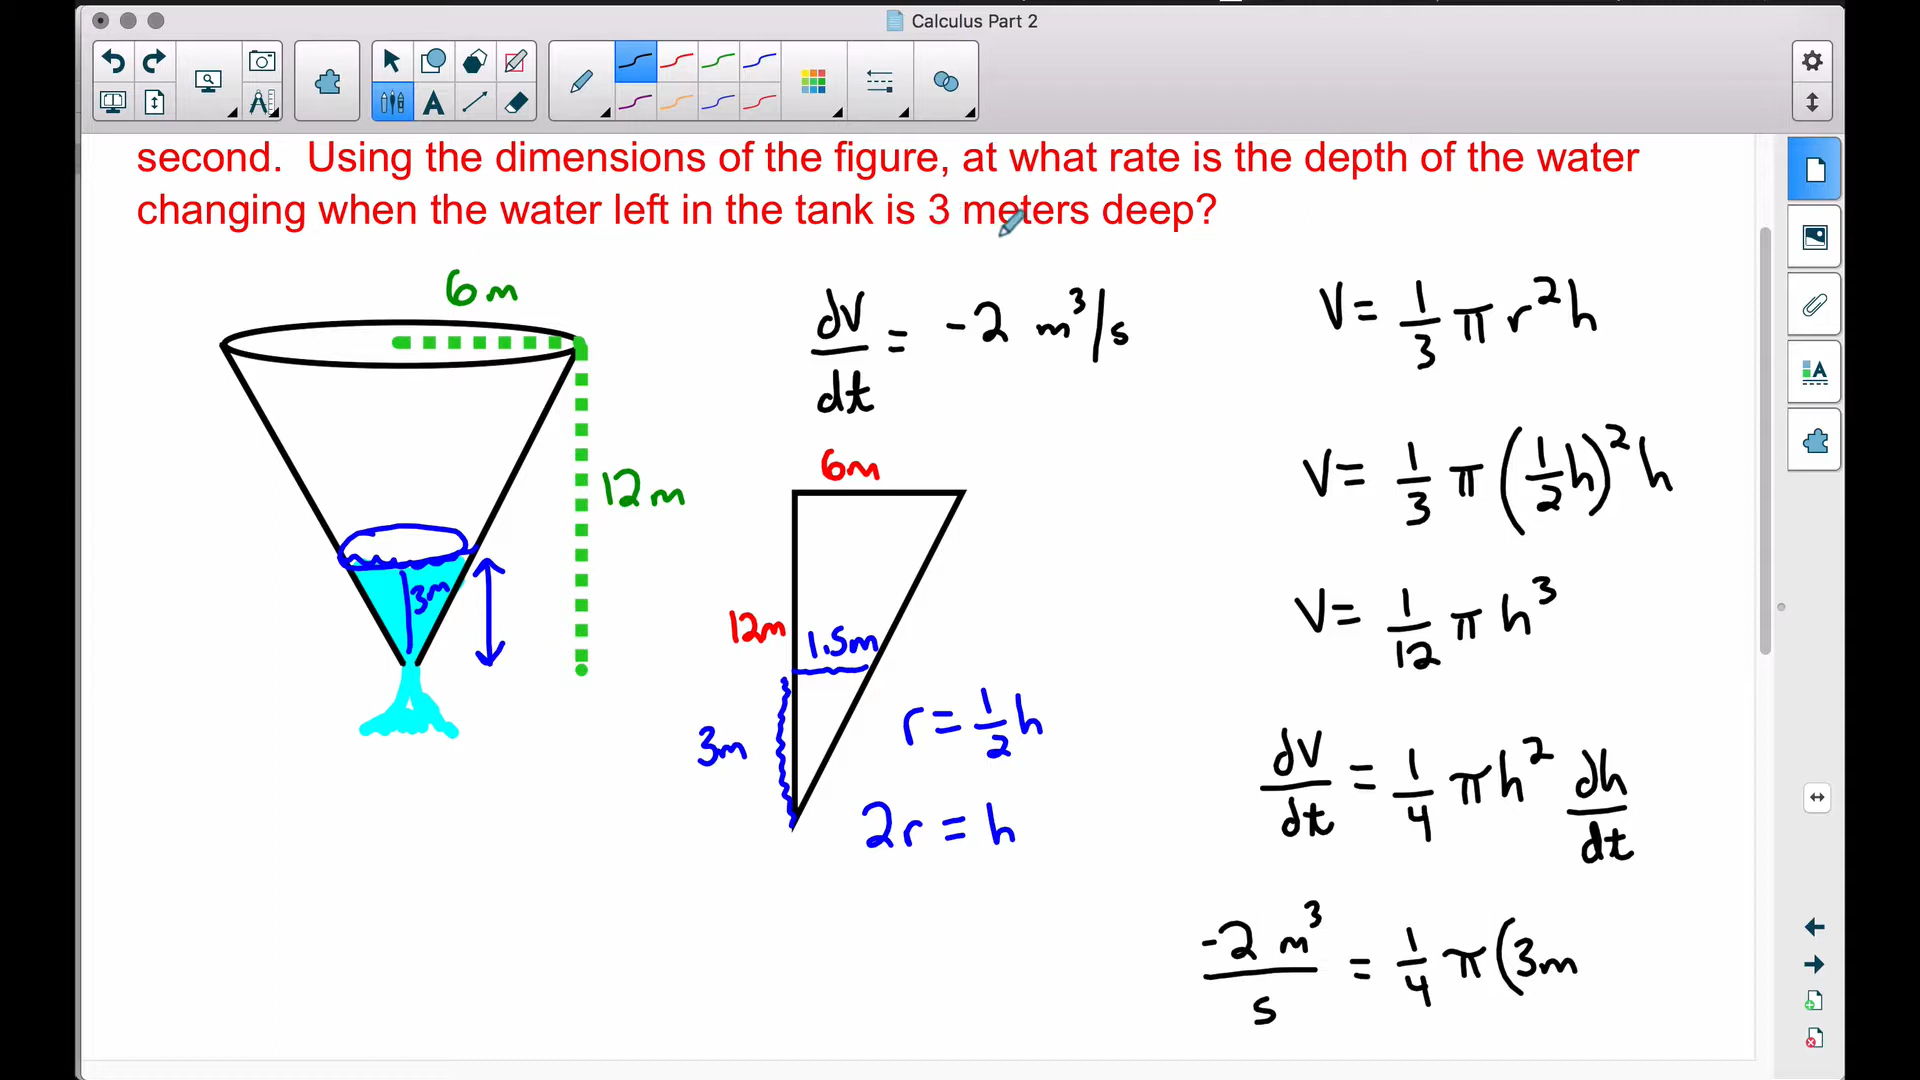 Calculus Part 2
second. Using the dimensions of the figure, at what rate is the depth of the water
changing when the water left in the tank is 3 meters deep?
6m
12m
3m
dV/dt = -2 m³/s
6m
12m
1.5m
3m
r = 1/2 h
2r = h
V = 1/3 π r²h
V = 1/3 π (1/2 h)² h
V = 1/12 π h³
dV/dt = 1/4 πh² dh/dt
-2 m³/s = 1/4 π (3m